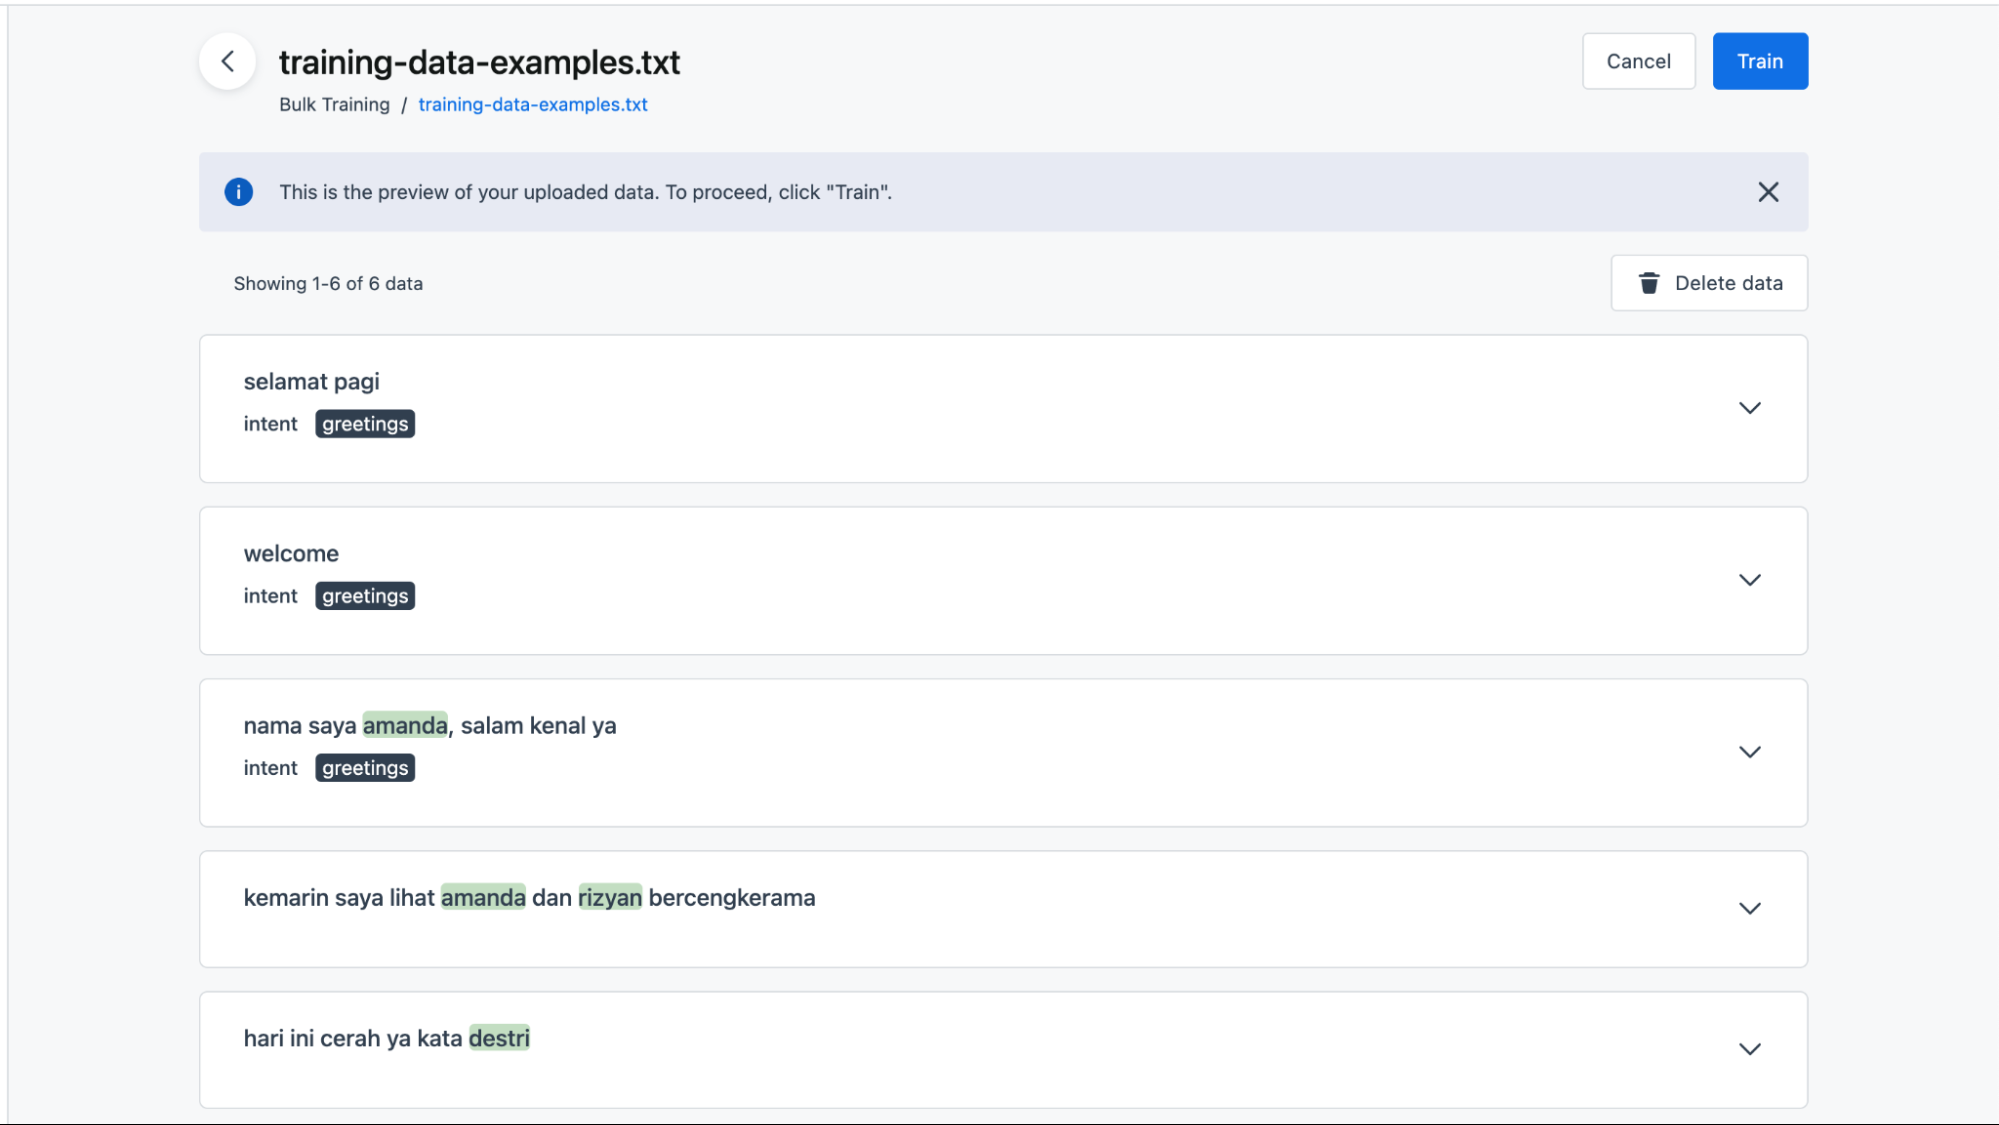 training-data-examples.txt
Cancel
Train
Bulk Training / training-data-examples.txt
This is the preview of your uploaded data. To proceed, click "Train".
Showing 1-6 of 6 data
Delete data
selamat pagi
intent greetings
welcome
intent greetings
nama saya amanda, salam kenal ya
intent greetings
kemarin saya lihat amanda dan rizyan bercengkerama
hari ini cerah ya kata destri